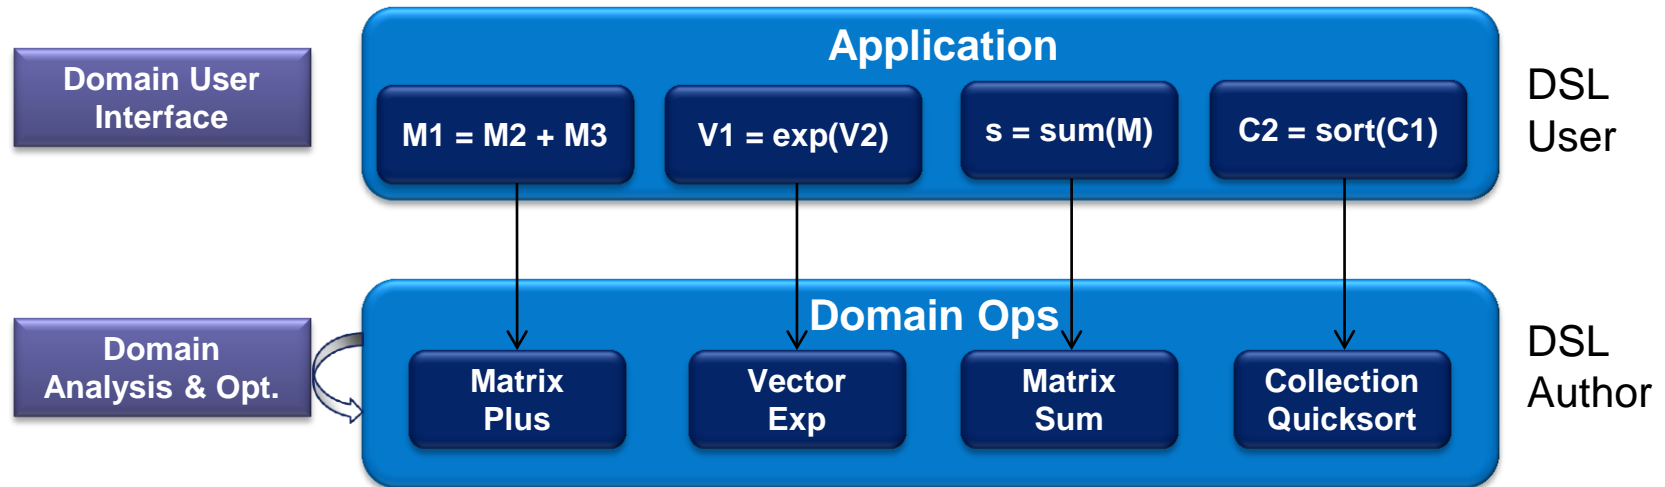 Application
Domain User
Interface
M1 = M2 + M3
V1 = exp(V2)
s = sum(M)
C2 = sort(C1)
DSL
User
Domain Ops
Domain
Analysis & Opt.
Matrix
Plus
Vector
Exp
Matrix
Sum
Collection
Quicksort
DSL
Author